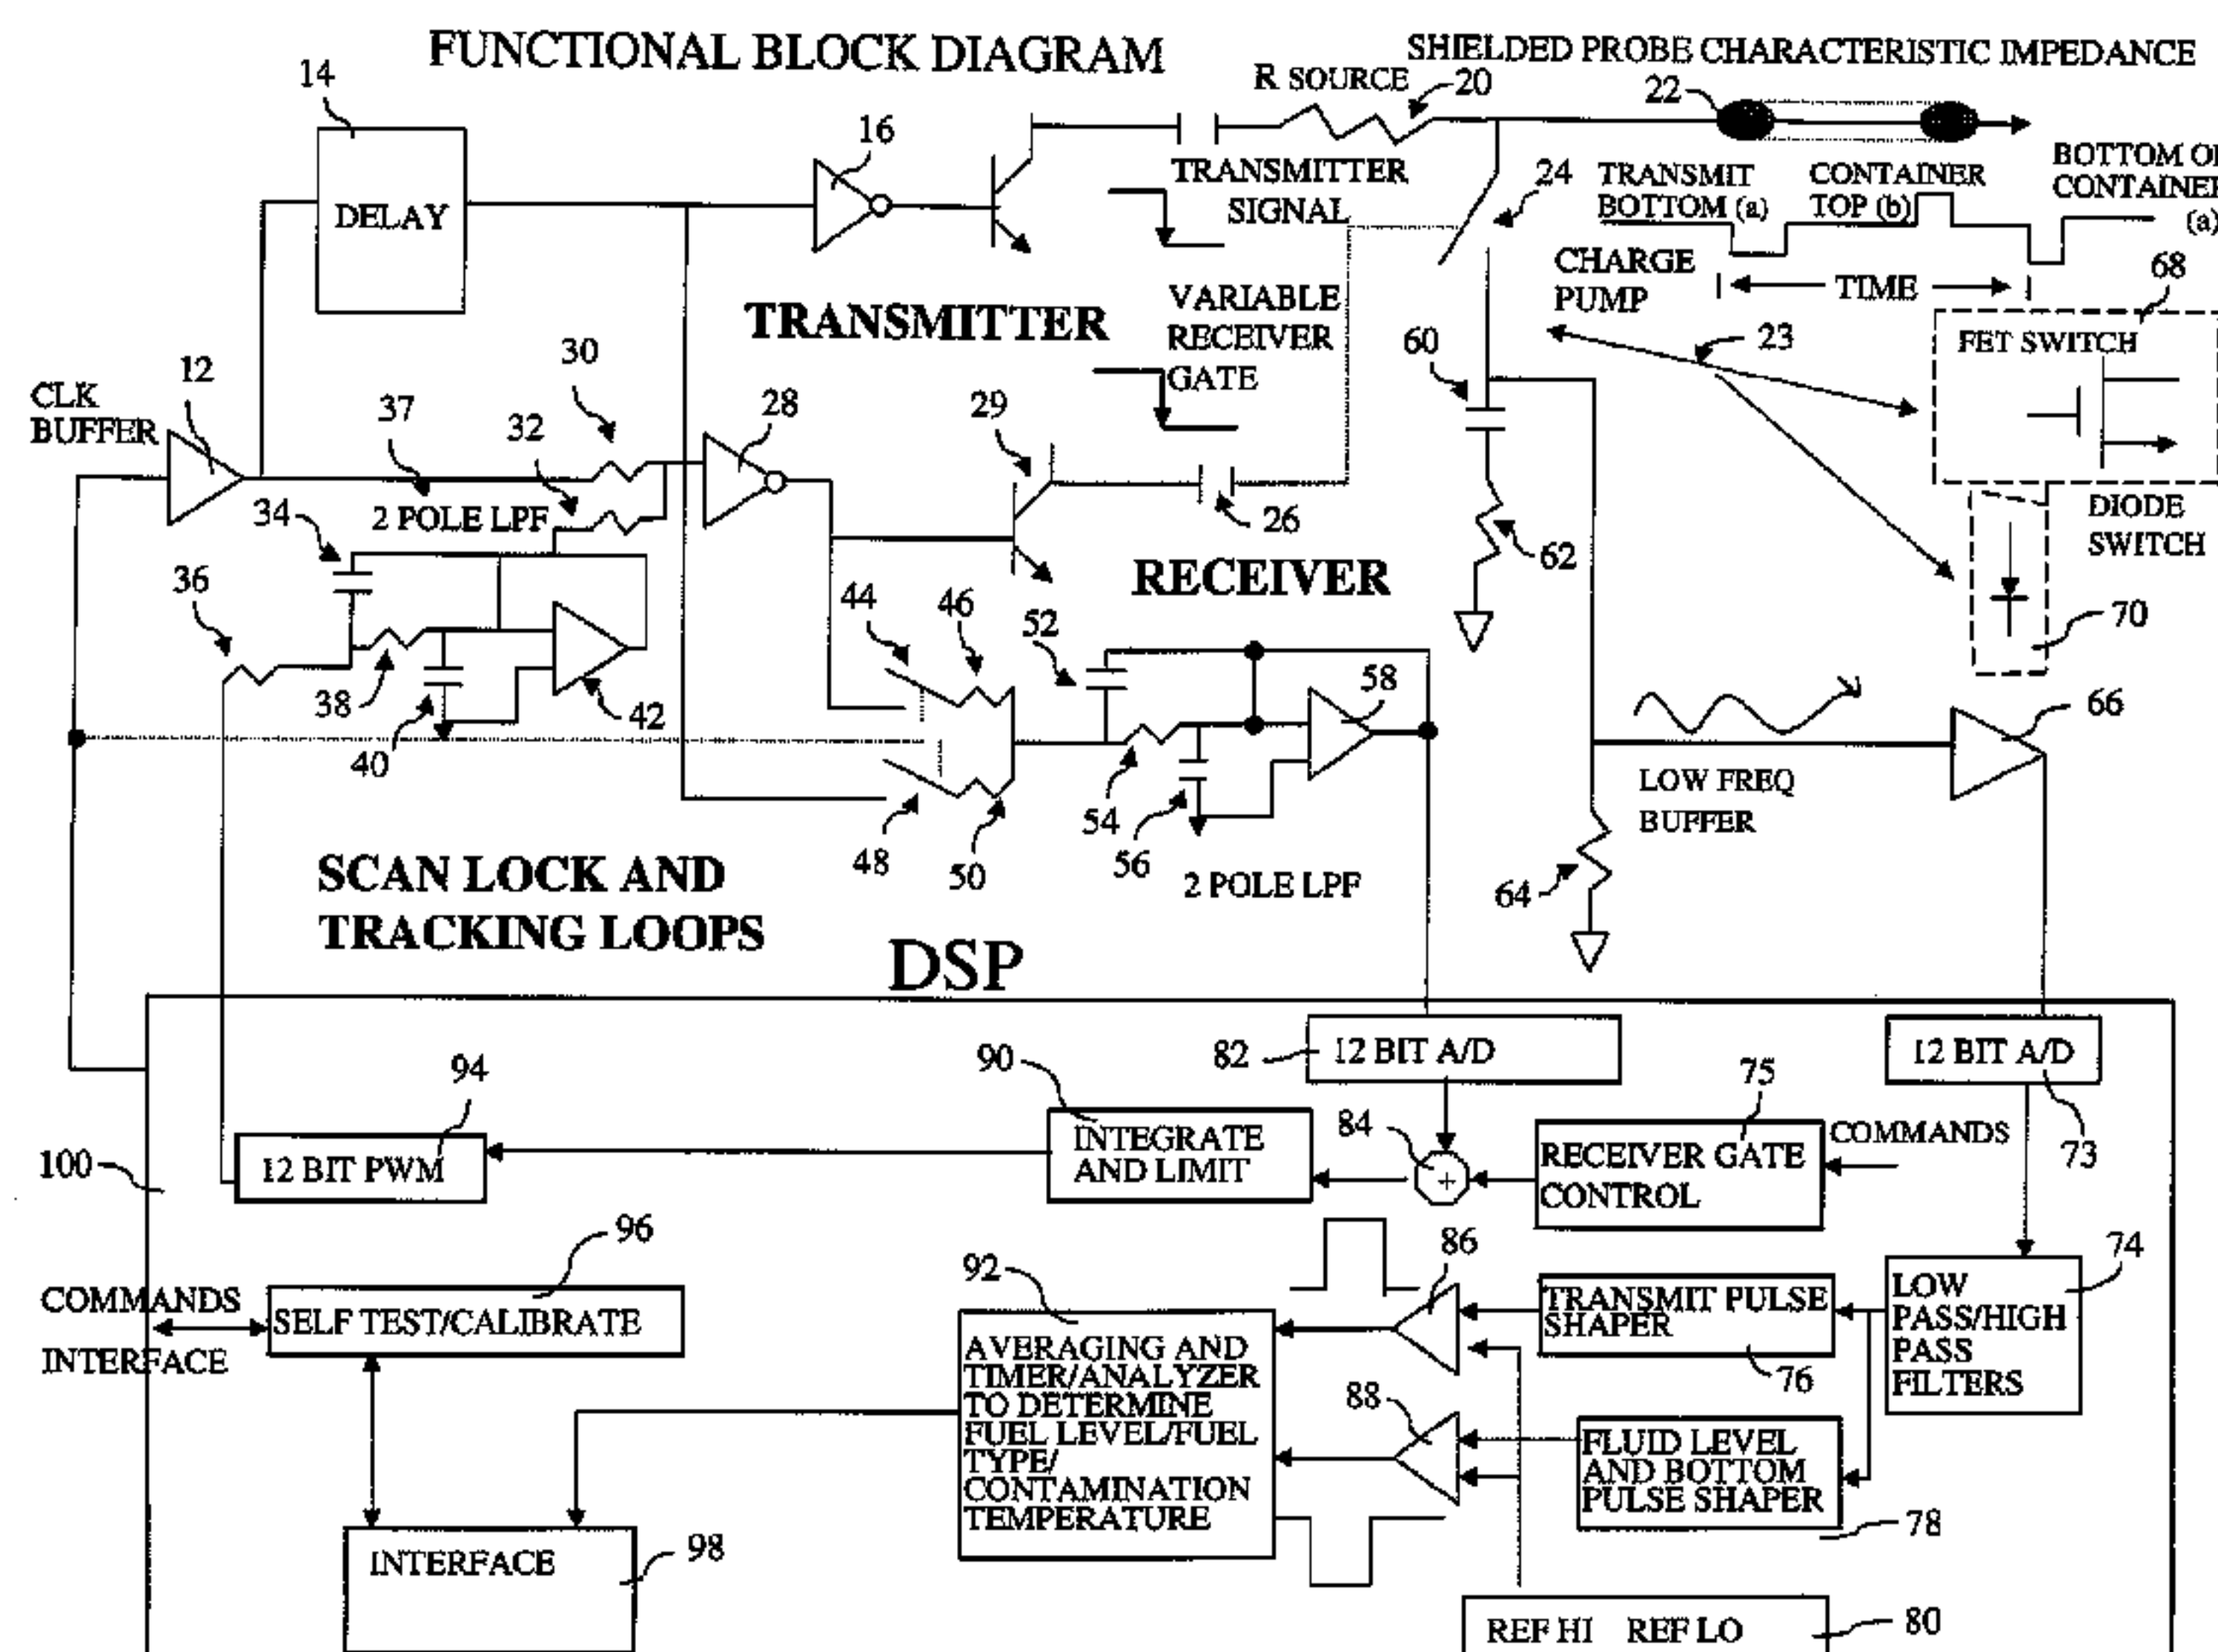 FUNCTIONAL BLOCK DIAGRAM
SHIELDED PROBE CHARACTERISTIC IMPEDANCE
14
R SOURCE
20
22
16
DELAY
TRANSMITTER
SIGNAL
24
TRANSMIT
BOTTOM (a)
CONTAINER
TOP (b)
BOTTOM OF
CONTAINER
(a)
CHARGE
PUMP
TIME
68
TRANSMITTER
VARIABLE
RECEIVER
GATE
60
23
FET SWITCH
CLK
BUFFER
12
30
37
32
28
29
34
2 POLE LPF
26
62
DIODE
SWITCH
36
RECEIVER
44
46
52
70
38
40
42
58
66
54
56
LOW FREQ
BUFFER
48
50
2 POLE LPF
64
SCAN LOCK AND
TRACKING LOOPS
DSP
82
12 BIT A/D
12 BIT A/D
73
94
90
84
75
100
12 BIT PWM
INTEGRATE
AND LIMIT
+
RECEIVER GATE
CONTROL
COMMANDS
96
92
86
74
COMMANDS
INTERFACE
SELF TEST/CALIBRATE
TRANSMIT PULSE
SHAPER
76
LOW
PASS/HIGH
PASS
FILTERS
AVERAGING AND
TIMER/ANALYZER
TO DETERMINE
FUEL LEVEL/FUEL
TYPE/
CONTAMINATION
TEMPERATURE
88
FLUID LEVEL
AND BOTTOM
PULSE SHAPER
78
INTERFACE
98
REF HI REF LO
80